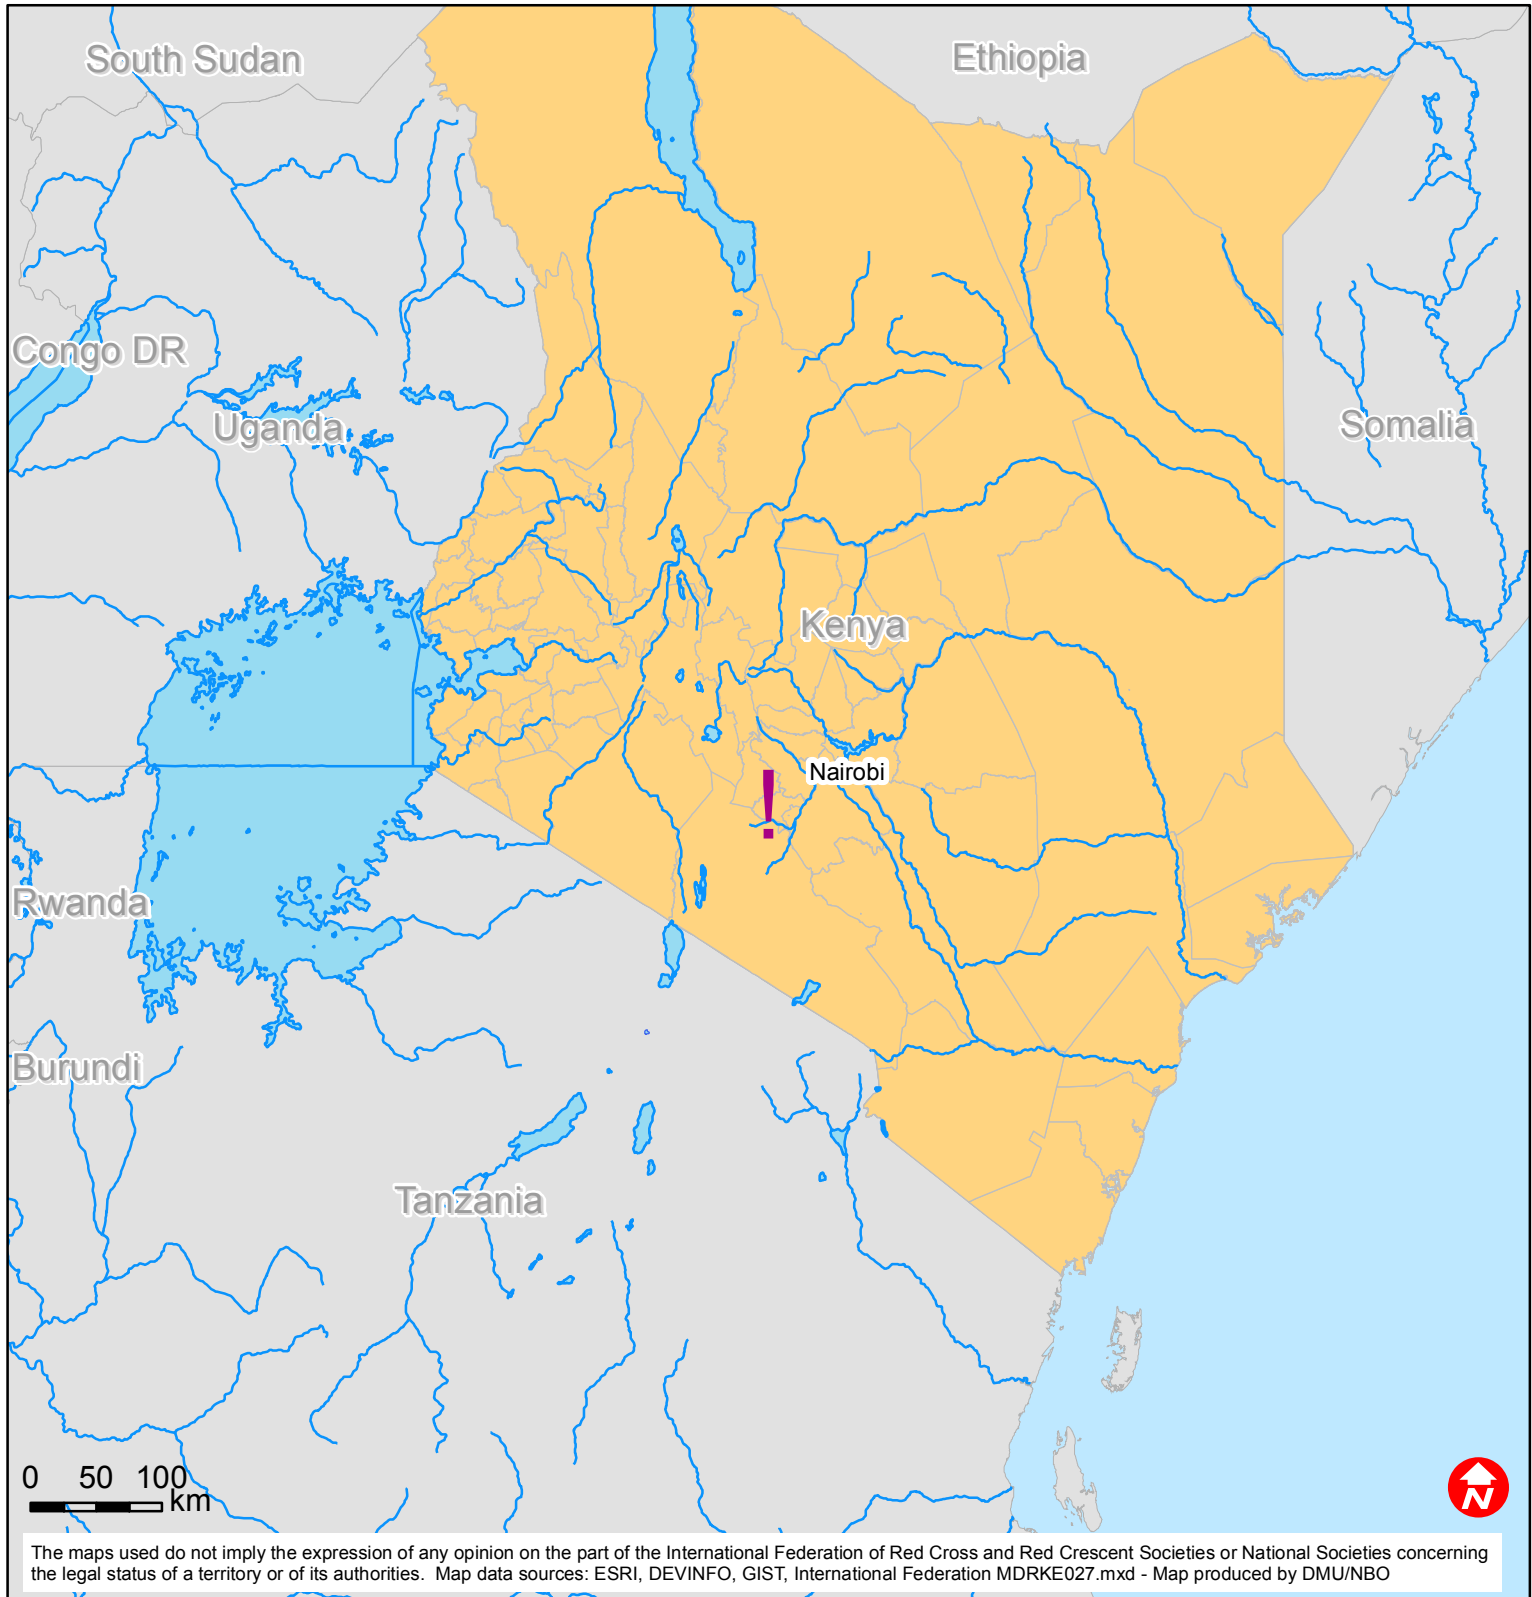 South Sudan
Ethiopia
Congo DR
Uganda
Somalia
Kenya
Nairobi
!
Rwanda
Burundi
Tanzania
0 50 100
km
N
The maps used do not imply the expression of any opinion on the part of the International Federation of Red Cross and Red Crescent Societies or National Societies concerning
the legal status of a territory or of its authorities. Map data sources: ESRI, DEVINFO, GIST, International Federation MDRKE027.mxd - Map produced by DMU/NBO